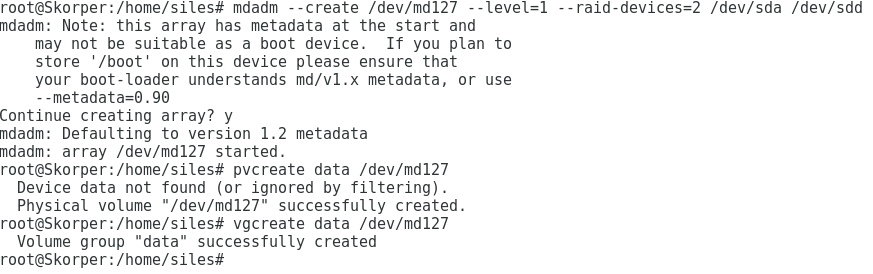 root@Skorper:/home/siles# mdadm --create /dev/md127 --level=1 --raid-devices=2 /dev/sda /dev/sdd
mdadm: Note: this array has metadata at the start and
    may not be suitable as a boot device.  If you plan to
    store '/boot' on this device please ensure that
    your boot-loader understands md/v1.x metadata, or use
    --metadata=0.90
Continue creating array? y
mdadm: Defaulting to version 1.2 metadata
mdadm: array /dev/md127 started.
root@Skorper:/home/siles# pvcreate data /dev/md127
  Device data not found (or ignored by filtering).
  Physical volume "/dev/md127" successfully created.
root@Skorper:/home/siles# vgcreate data /dev/md127
  Volume group "data" successfully created
root@Skorper:/home/siles#